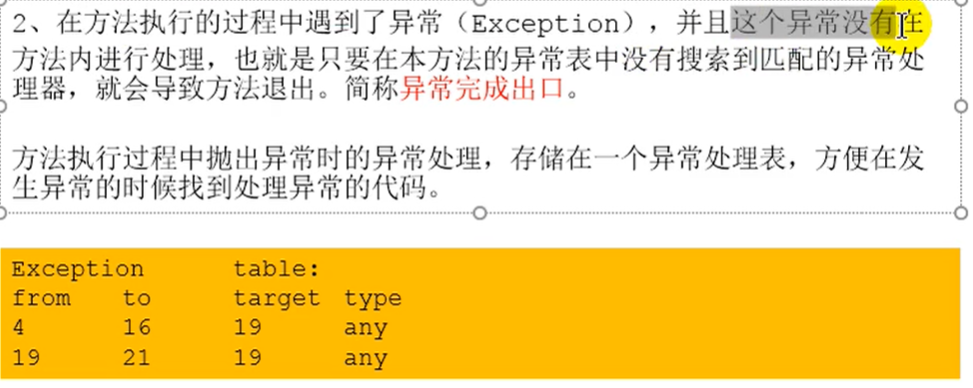 2、在方法执行的过程中遇到了异常（Exception），并且这个异常没有在
方法内进行处理，也就是只要在本方法的异常表中没有搜索到匹配的异常处
理器，就会导致方法退出。简称异常完成出口。
方法执行过程中抛出异常时的异常处理，存储在一个异常处理表，方便在发
生异常的时候找到处理异常的代码。
Exception table:
from to target type
4 16 19 any
19 21 19 any